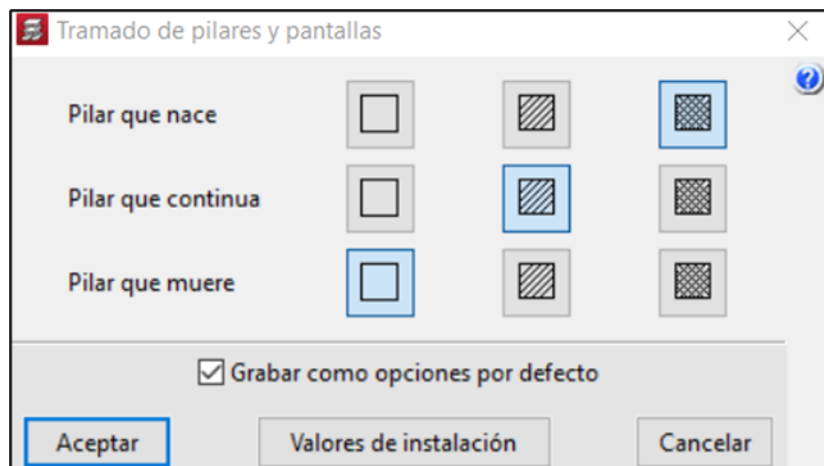 Tramado de pilares y pantallas
Pilar que nace
Pilar que continua
Pilar que muere
Grabar como opciones por defecto
Aceptar Valores de instalación Cancelar